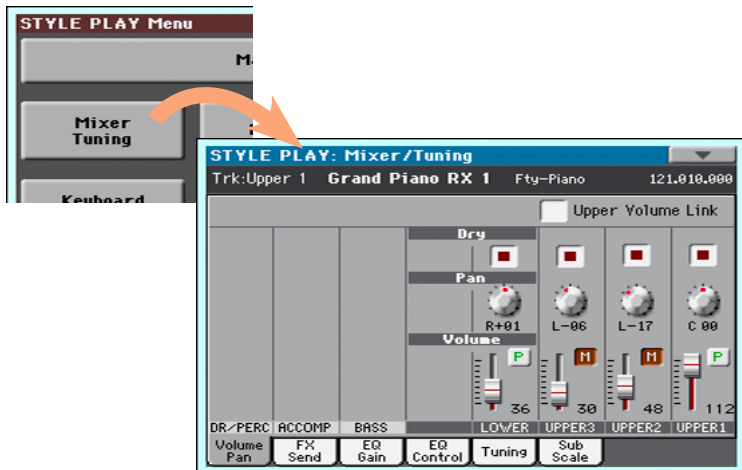 STYLE PLAY Menu
Mixer
Tuning
Keyboard
STYLE PLAY: Mixer/Tuning
Trk:Upper 1 Grand Piano RX 1 Fty-Piano 121.010.000
Upper Volume Link
Dry
Pan
R+01 L-06 L-17 C 00
Volume
P M M P
36 30 48 112
DR/PERC ACCOMP BASS LOWER UPPER3 UPPER2 UPPER1
Volume Pan FX Send EQ Gain EQ Control Tuning Sub Scale